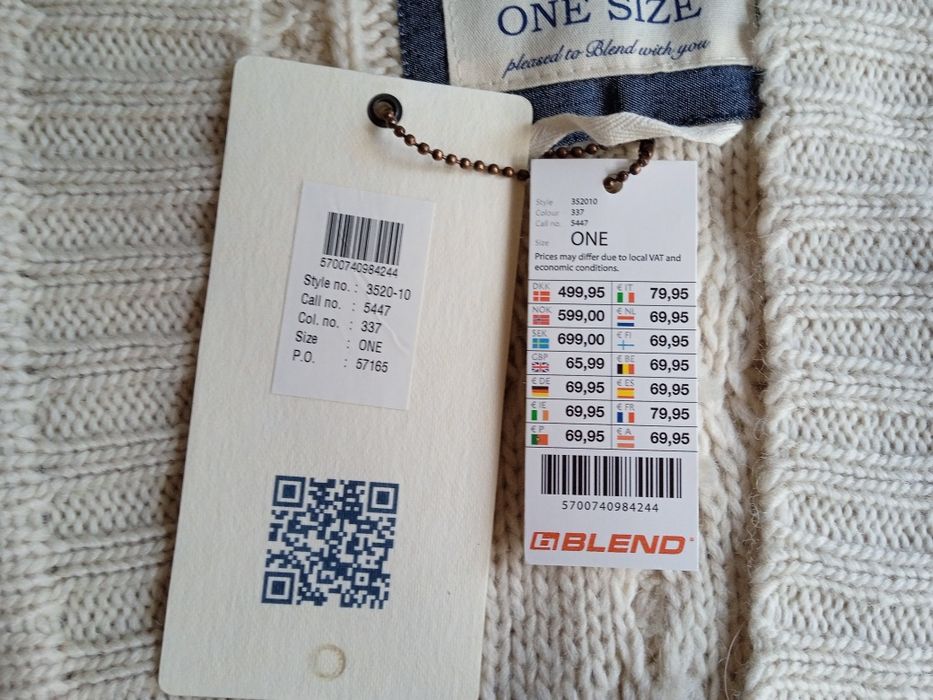 ONE SIZE
pleased to Blend with you
5700740984244
Style no. : 3520-10
Call no. : 5447
Col. no. : 337
Size : ONE
P.O. : 57165
Style 352010
Colour 337
Call no. 5447
Size ONE
Prices may differ due to local VAT and
economic conditions.
DKK 499,95 € IT 79,95
NOK 599,00 € NL 69,95
SEK 699,00 € FI 69,95
GBP 65,99 € BE 69,95
€ DE 69,95 € ES 69,95
€ IE 69,95 € FR 79,95
€ P 69,95 € A 69,95
5700740984244
BLEND